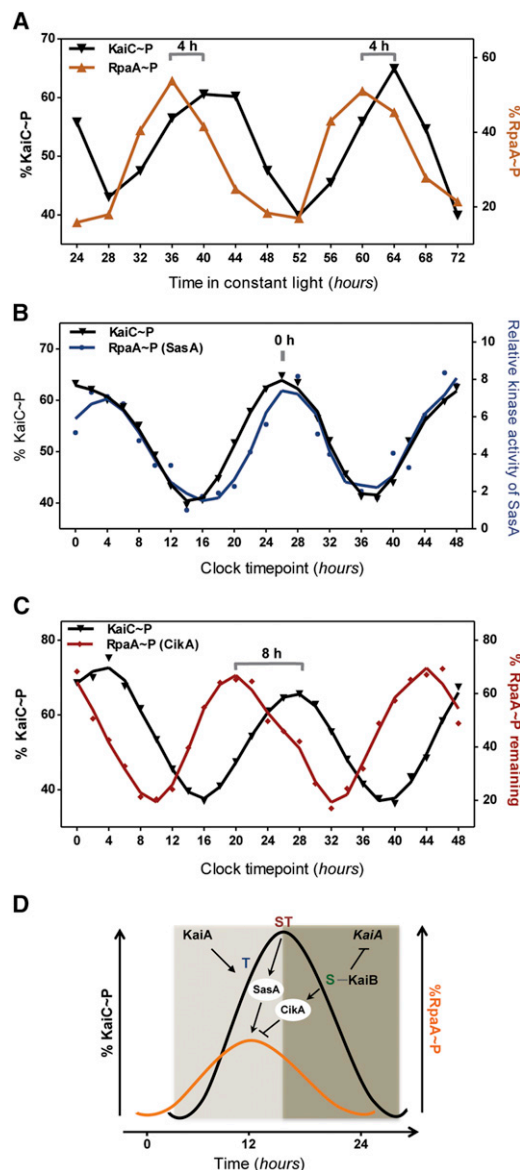 A
KaiC~P
RpaA~P
4 h
4 h
% KaiC~P
70
60
50
40
%RpaA~P
60
40
20
24 28 32 36 40 44 48 52 56 60 64 68 72
Time in constant light (hours)
B
KaiC~P
RpaA~P (SasA)
0 h
% KaiC~P
70
60
50
40
Relative kinase activity of SasA
10
8
6
4
2
0
0 4 8 12 16 20 24 28 32 36 40 44 48
Clock timepoint (hours)
C
KaiC~P
RpaA~P (CikA)
8 h
% KaiC~P
80
60
40
% RpaA~P remaining
80
60
40
20
0 4 8 12 16 20 24 28 32 36 40 44 48
Clock timepoint (hours)
D
% KaiC~P
%RpaA~P
ST
KaiA
KaiA
T
SasA
S
KaiB
CikA
0 12 24
Time (hours)